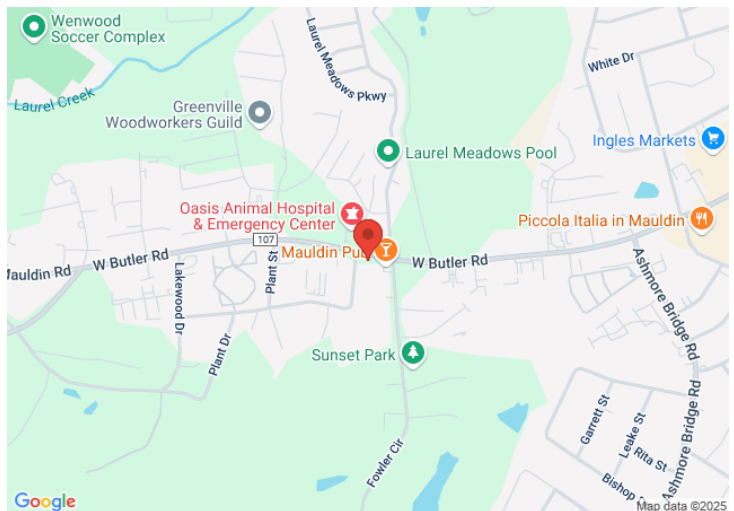 Wenwood
Soccer Complex
Laurel Meadows Pkwy
White Dr
Laurel Creek
Greenville
Woodworkers Guild
Ingles Markets
Laurel Meadows Pool
Oasis Animal Hospital
& Emergency Center
Piccola Italia in Mauldin
107
Mauldin Pub
W Butler Rd
W Butler Rd
Mauldin Rd
Plant St
Lakewood Dr
Ashmore Bridge Rd
Plant Dr
Sunset Park
Garrett St
Leake St
Rita St
Ashmore Bridge Rd
Fowler Cir
Bishop
Google
Map data ©2025